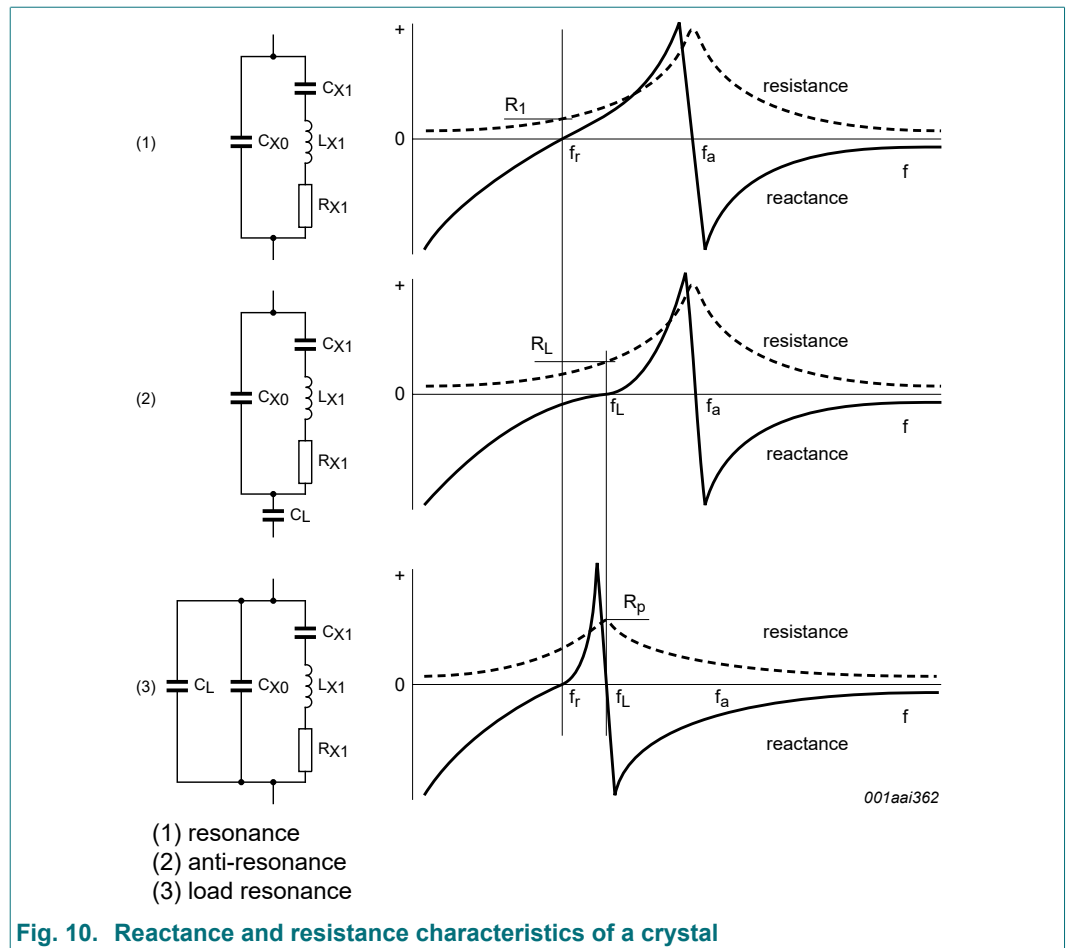 +
resistance
R1
CX1
(1)
CX0
LX1
0
fr
fa
f
RX1
reactance
+
resistance
RL
CX1
(2)
CX0
LX1
0
fL
fa
f
RX1
reactance
CL
+
Rp
resistance
CX1
(3)
CL
CX0
LX1
0
fr
fL
fa
f
RX1
reactance
001aai362
(1) resonance
(2) anti-resonance
(3) load resonance
Fig. 10. Reactance and resistance characteristics of a crystal